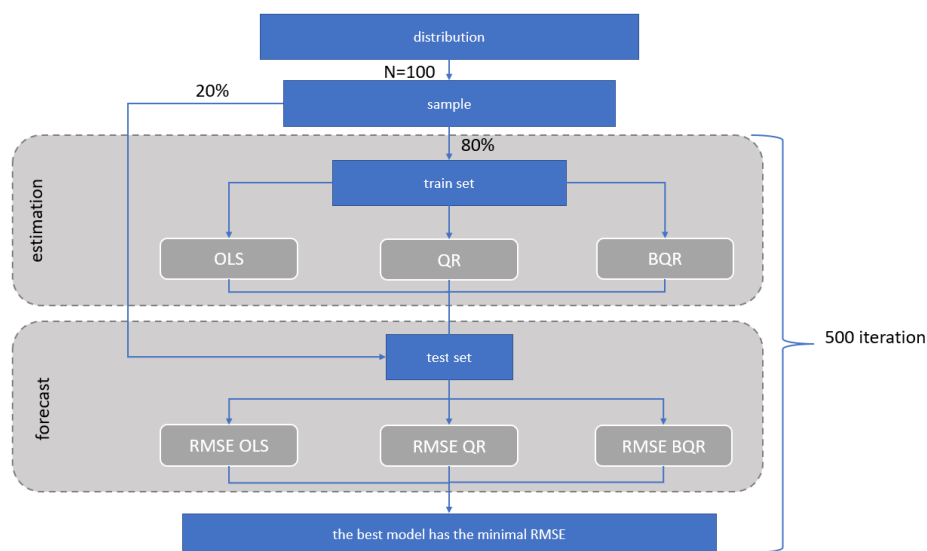 distribution
N=100
20%
sample
80%
train set
estimation
OLS
QR
BQR
500 iteration
test set
forecast
RMSE OLS
RMSE QR
RMSE BQR
the best model has the minimal RMSE